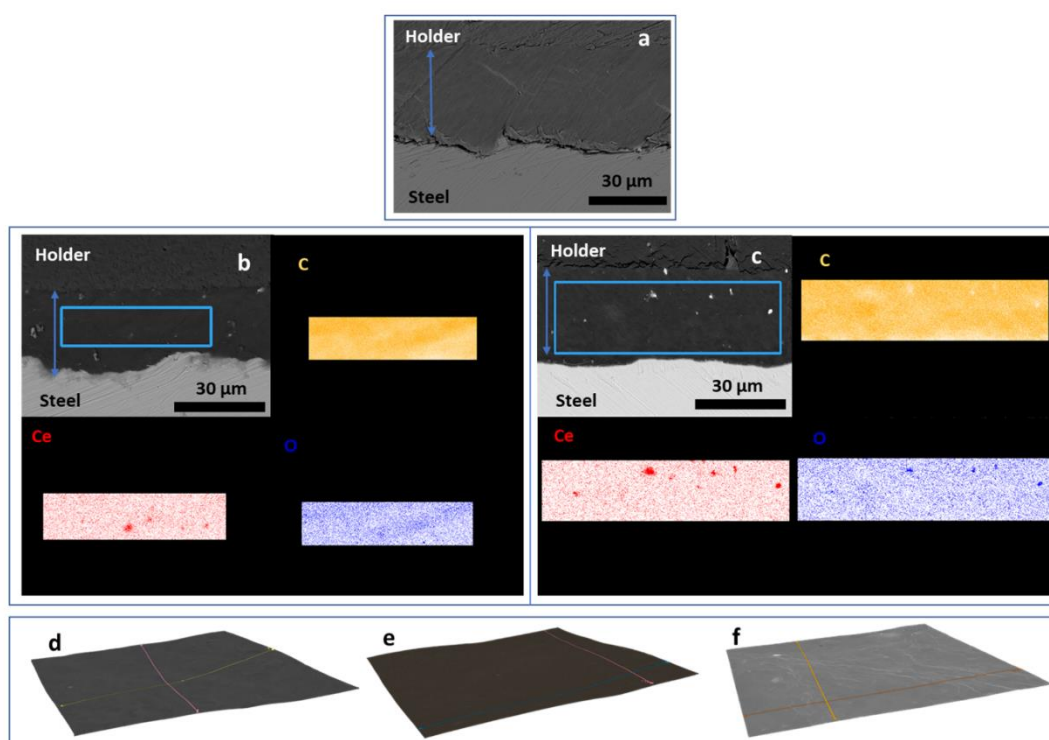 Holder
a
30 μm
Steel
Holder
b
C
30 μm
Steel
Ce
O
Holder
c
C
30 μm
Steel
Ce
O
d
e
f